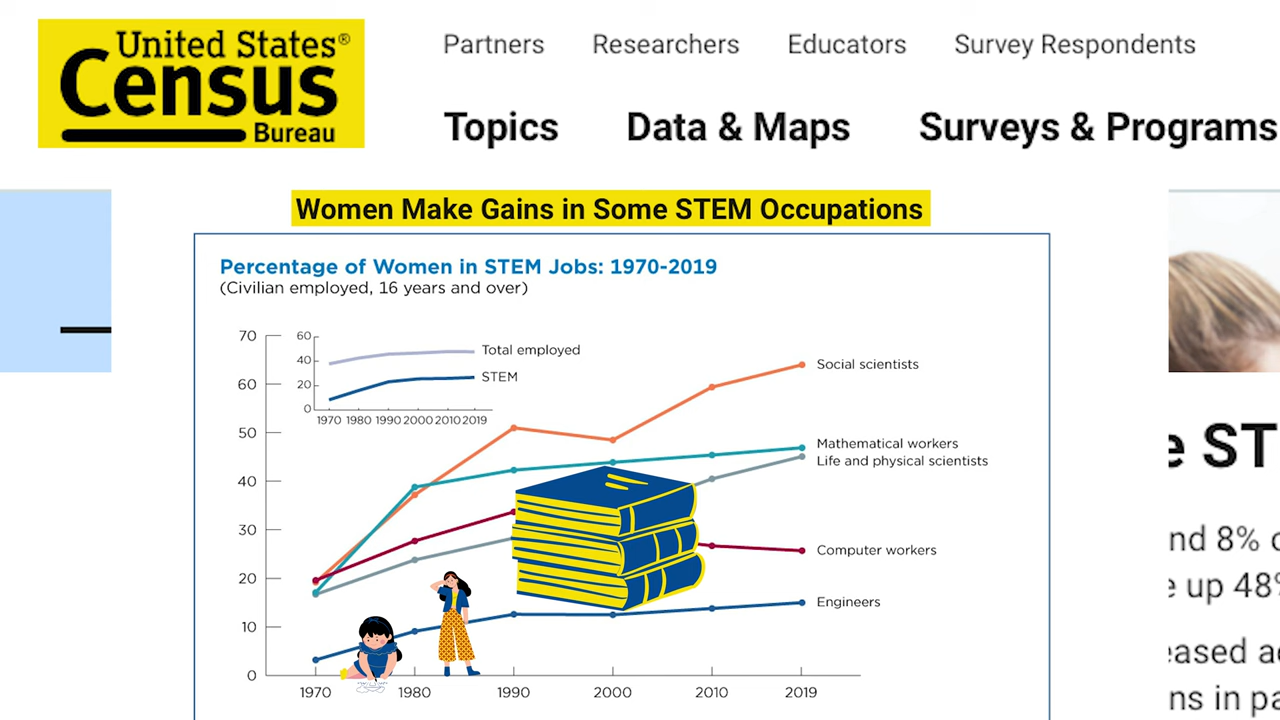 United States®
Census
Bureau
Partners Researchers Educators Survey Respondents
Topics Data & Maps Surveys & Programs
Women Make Gains in Some STEM Occupations
Percentage of Women in STEM Jobs: 1970-2019
(Civilian employed, 16 years and over)
70
60
50
40
30
20
10
0
60
40
20
0
Total employed
STEM
1970 1980 1990 2000 2010 2019
Social scientists
Mathematical workers
Life and physical scientists
Computer workers
Engineers
1970 1980 1990 2000 2010 2019
e ST
nd 8%
e up 48%
eased
ns in pa